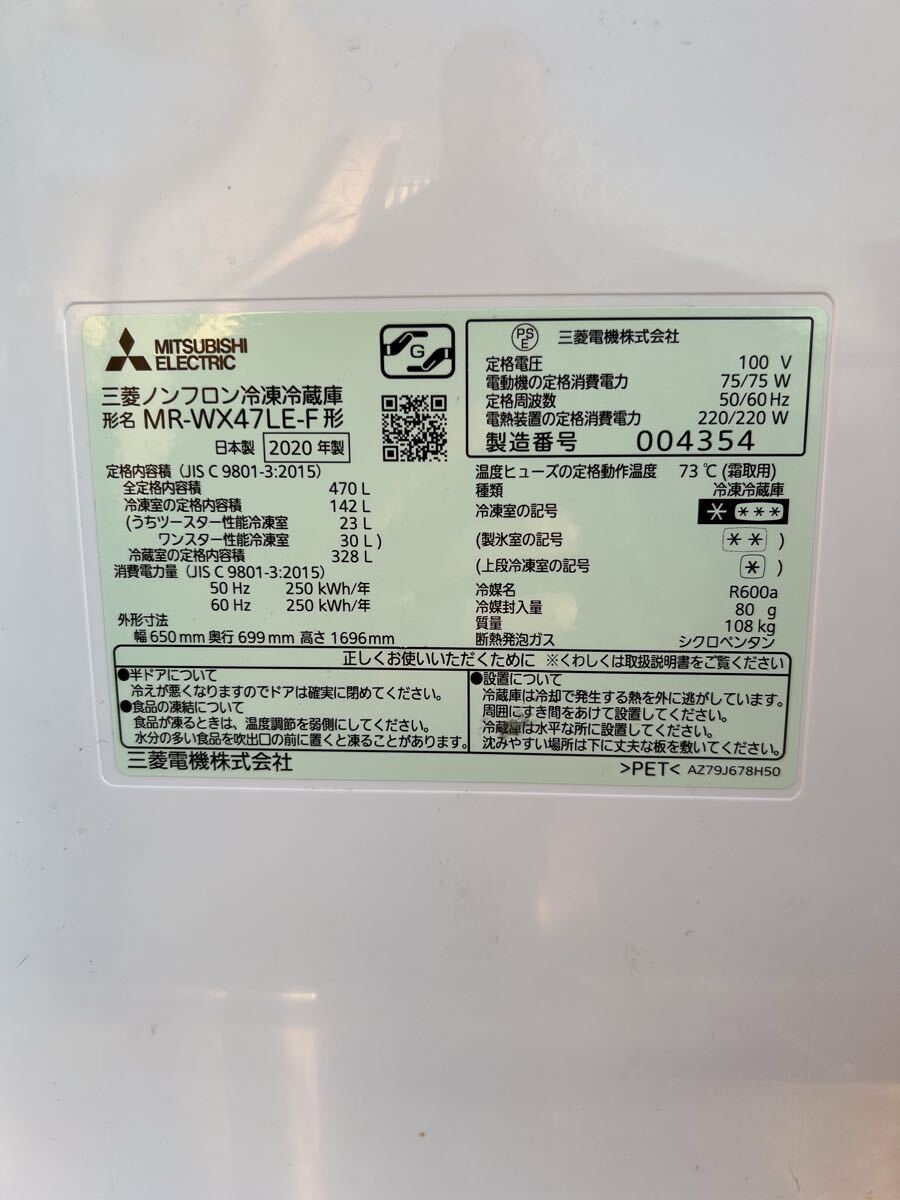 MITSUBISHI
ELECTRIC
G
三菱ノンフロン冷凍冷蔵庫
形名 MR-WX47LE-F形
日本製 2020年製
定格内容積 (JIS C 9801-3:2015)
全定格内容積 470 L
冷凍室の定格内容積 142 L
(うちツースター性能冷凍室 23 L
ワンスター性能冷凍室 30 L)
冷蔵室の定格内容積 328 L
消費電力量 (JIS C 9801-3:2015)
50 Hz 250 kWh/年
60 Hz 250 kWh/年
外形寸法
幅650mm 奥行699mm 高さ1696mm
PS
E 三菱電機株式会社
定格電圧 100 V
電動機の定格消費電力 75/75 W
定格周波数 50/60 Hz
電熱装置の定格消費電力 220/220 W
製造番号 004354
温度ヒューズの定格動作温度 73℃(霜取用)
種類 冷凍冷蔵庫
冷凍室の記号 * ***
(製氷室の記号 ** )
(上段冷凍室の記号 * )
冷媒名 R600a
冷媒封入量 80 g
質量 108 kg
断熱発泡ガス シクロペンタン
正しくお使いいただくために ※くわしくは取扱説明書をご覧ください
●半ドアについて
冷えが悪くなりますのでドアは確実に閉めてください。
●食品の凍結について
食品が凍るときは、温度調節を弱側にしてください。
水分の多い食品を吹出口の前に置くと凍ることがあります。
●設置について
冷蔵庫は冷却で発生する熱を外に逃がしています。
周囲にすき間をあけて設置してください。
冷蔵庫は水平な所に設置してください。
沈みやすい場所は下に丈夫な板を敷いてください。
三菱電機株式会社
>PET< AZ79J678H50